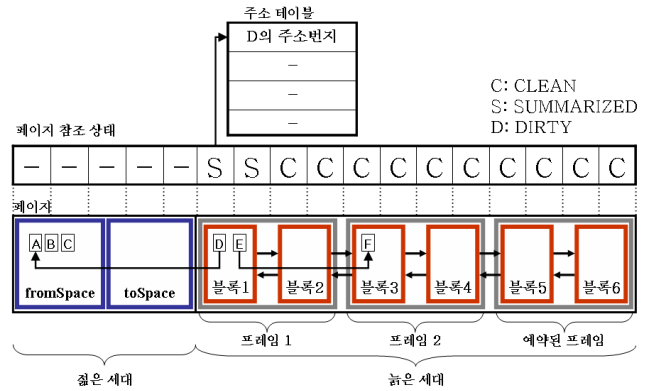 주소 테이블
D의 주소번지
–
–
–
C: CLEAN
S: SUMMARIZED
D: DIRTY
페이지 참조 상태
– – – – – S S C C C C C C C C C C
페이지
A B C D E F
fromSpace toSpace 블록1 블록2 블록3 블록4 블록5 블록6
프레임 1 프레임 2 예약된 프레임
젊은 세대 늙은 세대